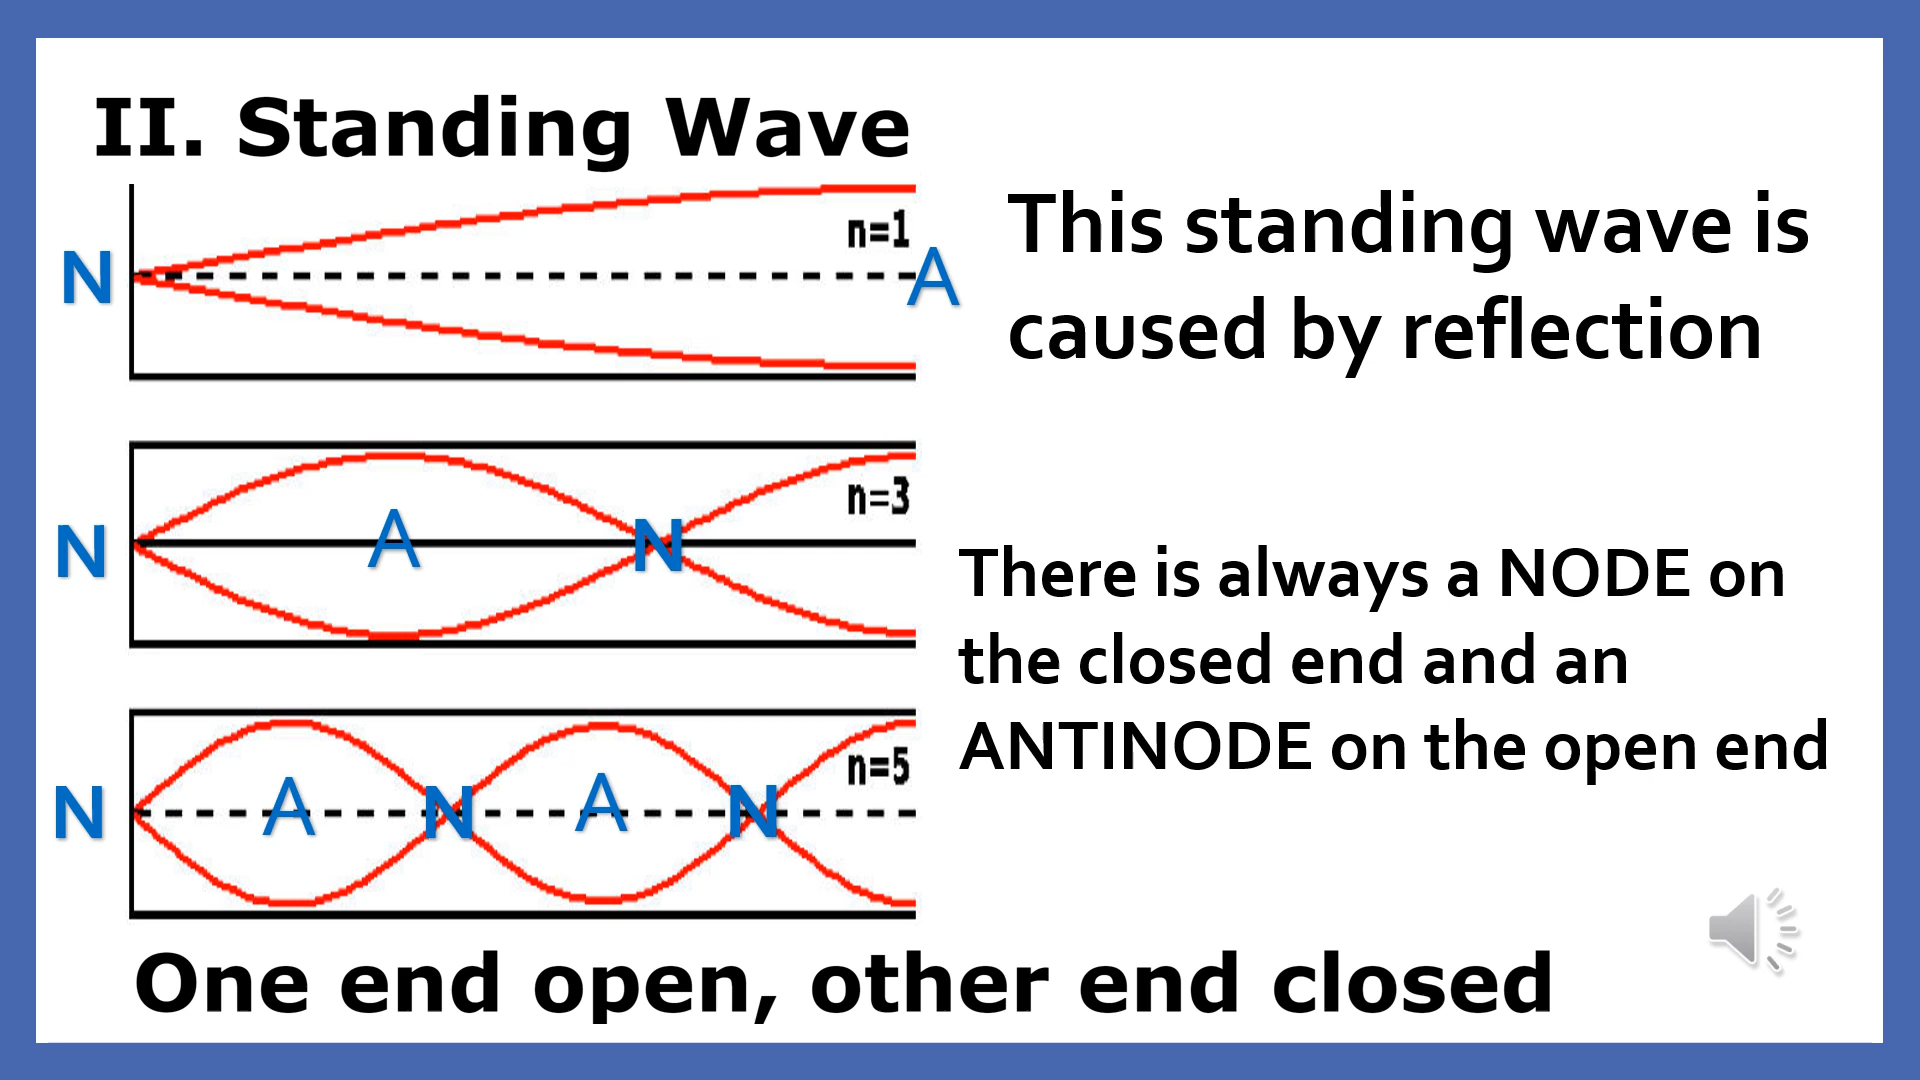 II. Standing Wave
n=1
N
A
This standing wave is
caused by reflection
n=3
N
A
N
There is always a NODE on
the closed end and an
ANTINODE on the open end
n=5
N
A
N
A
N
One end open, other end closed